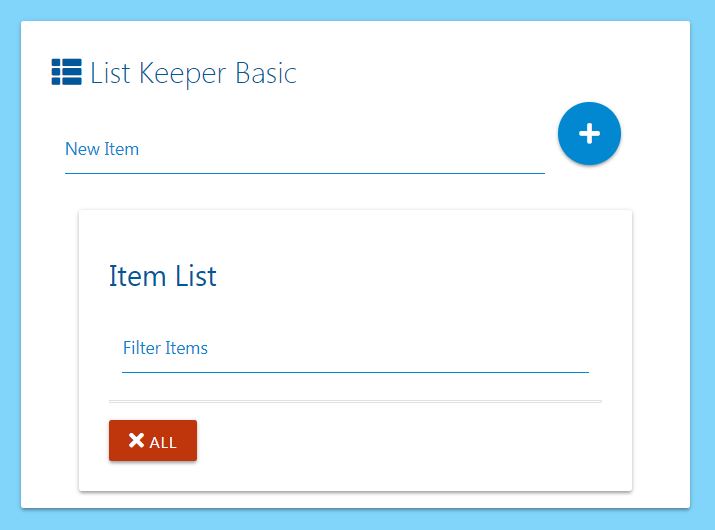 List Keeper Basic
New Item
Item List
Filter Items
ALL